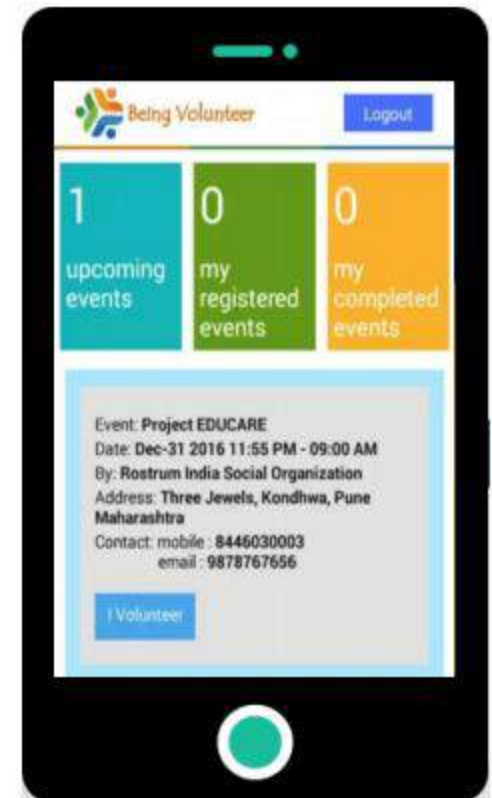 Being Volunteer
Logout
1
upcoming
events
0
my
registered
events
0
my
completed
events
Event: Project EDUCARE
Date: Dec-31 2016 11:55 PM - 09:00 AM
By: Rostrum India Social Organization
Address: Three Jewels, Kondhwa, Pune
Maharashtra
Contact: mobile : 8446030003
email : 9878767656
I Volunteer